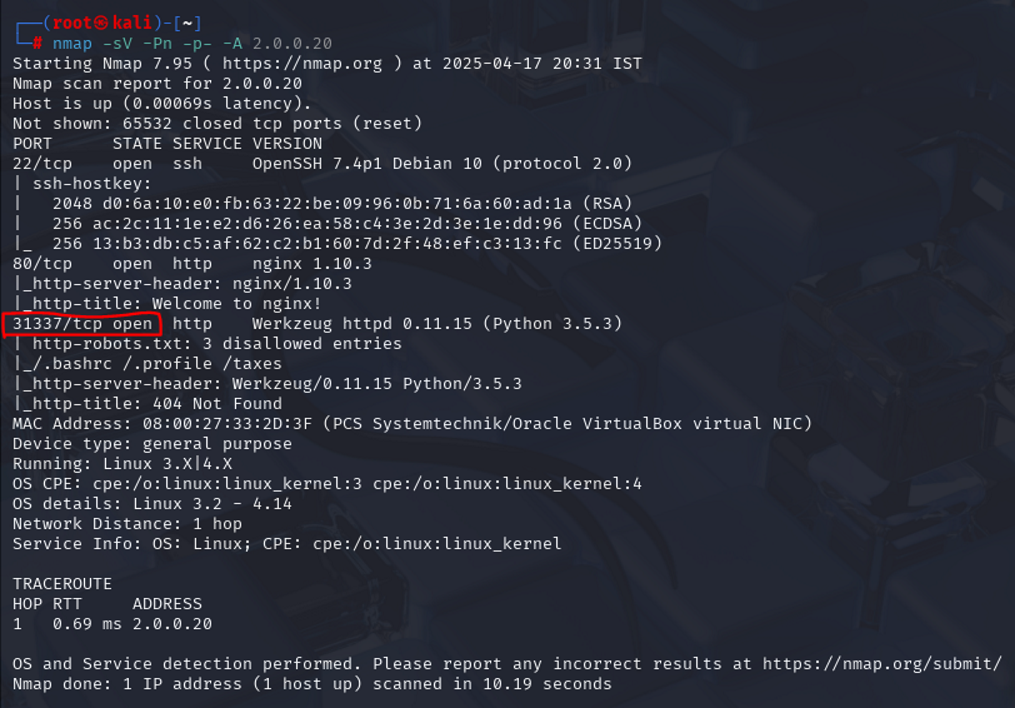 ┌──(root㉿kali)-[~]
└─# nmap -sV -Pn -p- -A 2.0.0.20
Starting Nmap 7.95 ( https://nmap.org ) at 2025-04-17 20:31 IST
Nmap scan report for 2.0.0.20
Host is up (0.00069s latency).
Not shown: 65532 closed tcp ports (reset)
PORT      STATE SERVICE VERSION
22/tcp    open  ssh     OpenSSH 7.4p1 Debian 10 (protocol 2.0)
| ssh-hostkey:
|   2048 d0:6a:10:e0:fb:63:22:be:09:96:0b:71:6a:60:ad:1a (RSA)
|   256 ac:2c:11:1e:e2:d6:26:ea:58:c4:3e:2d:3e:1e:dd:96 (ECDSA)
|_  256 13:b3:db:c5:af:62:c2:b1:60:7d:2f:48:ef:c3:13:fc (ED25519)
80/tcp    open  http    nginx 1.10.3
|_http-server-header: nginx/1.10.3
|_http-title: Welcome to nginx!
31337/tcp open  http    Werkzeug httpd 0.11.15 (Python 3.5.3)
| http-robots.txt: 3 disallowed entries
|_/.bashrc /.profile /taxes
|_http-server-header: Werkzeug/0.11.15 Python/3.5.3
|_http-title: 404 Not Found
MAC Address: 08:00:27:33:2D:3F (PCS Systemtechnik/Oracle VirtualBox virtual NIC)
Device type: general purpose
Running: Linux 3.X|4.X
OS CPE: cpe:/o:linux:linux_kernel:3 cpe:/o:linux:linux_kernel:4
OS details: Linux 3.2 - 4.14
Network Distance: 1 hop
Service Info: OS: Linux; CPE: cpe:/o:linux:linux_kernel

TRACEROUTE
HOP RTT     ADDRESS
1   0.69 ms 2.0.0.20

OS and Service detection performed. Please report any incorrect results at https://nmap.org/submit/
Nmap done: 1 IP address (1 host up) scanned in 10.19 seconds